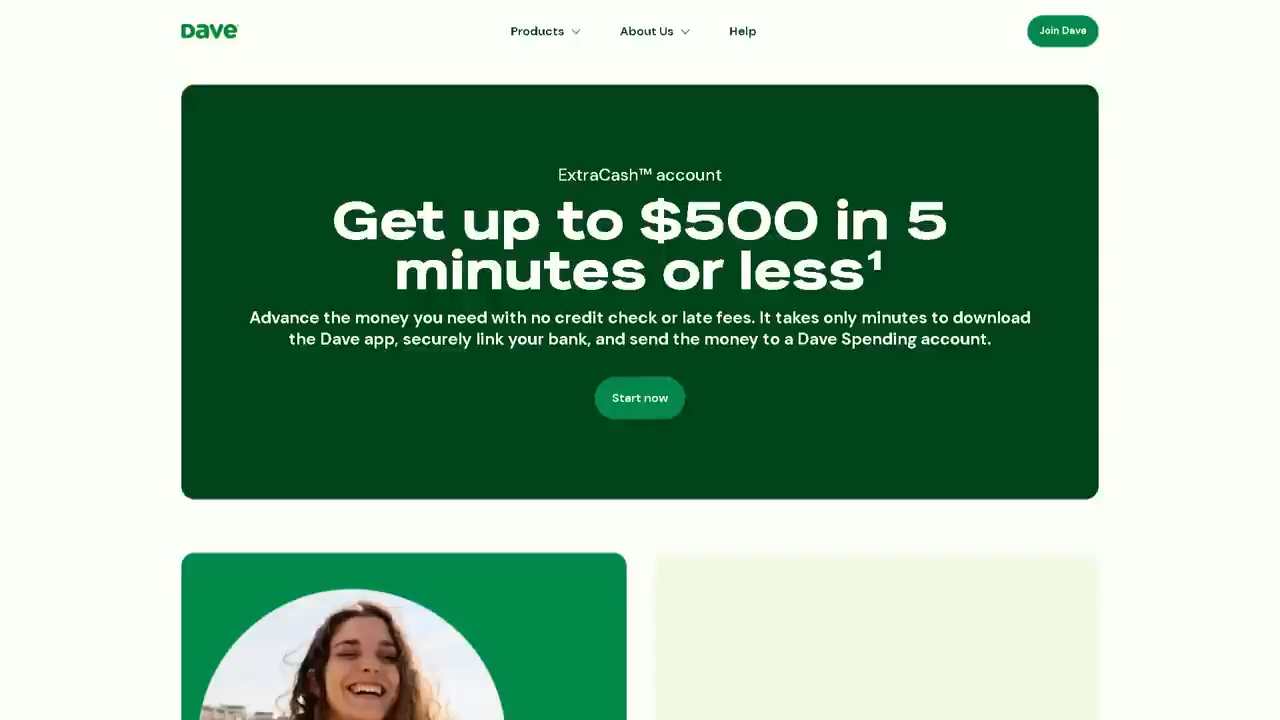 Dave
Products
About Us
Help
Join Dave
ExtraCash™ account
Get up to $500 in 5
minutes or less¹
Advance the money you need with no credit check or late fees. It takes only minutes to download
the Dave app, securely link your bank, and send the money to a Dave Spending account.
Start now